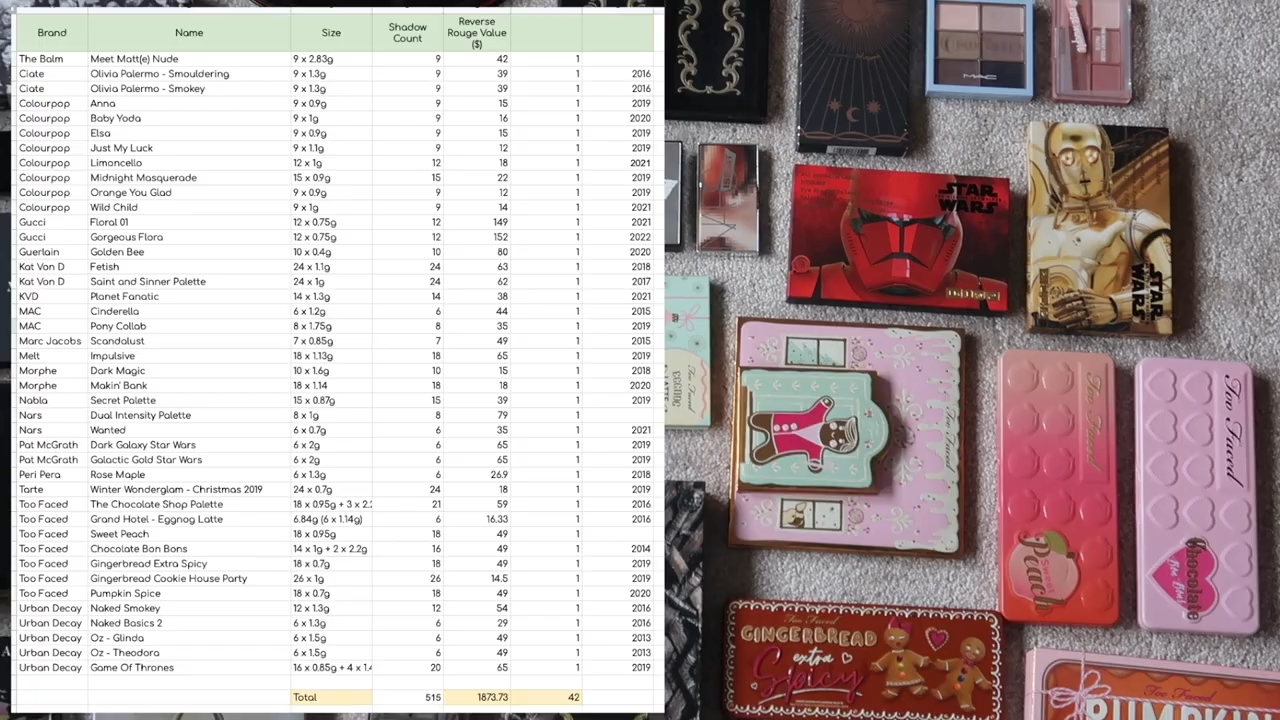 Brand Name Size Shadow Count Reverse Rouge Value ($)
The Balm Meet Matt(e) Nude 9 x 2.83g 9 42 1
Ciate Olivia Palermo - Smouldering 9 x 1.3g 9 39 1 2016
Ciate Olivia Palermo - Smokey 9 x 1.3g 9 39 1 2016
Colourpop Anna 9 x 0.9g 9 15 1 2019
Colourpop Baby Yoda 9 x 1g 9 16 1 2020
Colourpop Elsa 9 x 0.9g 9 15 1 2019
Colourpop Just My Luck 9 x 1.1g 9 12 1 2019
Colourpop Limoncello 12 x 1g 12 18 1 2021
Colourpop Midnight Masquerade 15 x 0.9g 15 22 1 2019
Colourpop Orange You Glad 9 x 0.9g 9 12 1 2019
Colourpop Wild Child 9 x 1g 9 14 1 2021
Gucci Floral 01 12 x 0.75g 12 149 1 2021
Gucci Gorgeous Flora 12 x 0.75g 12 152 1 2022
Guerlain Golden Bee 10 x 0.4g 10 80 1 2020
Kat Von D Fetish 24 x 1.1g 24 63 1 2018
Kat Von D Saint and Sinner Palette 24 x 1g 24 62 1 2017
KVD Planet Fanatic 14 x 1.3g 14 38 1 2021
MAC Cinderella 6 x 1.2g 6 44 1 2015
MAC Pony Collab 8 x 1.75g 8 35 1 2019
Marc Jacobs Scandalust 7 x 0.85g 7 49 1 2015
Melt Impulsive 18 x 1.13g 18 65 1 2019
Morphe Dark Magic 10 x 1.6g 10 15 1 2018
Morphe Makin' Bank 18 x 1.14 18 18 1 2020
Nabla Secret Palette 15 x 0.87g 15 39 1 2019
Nars Dual Intensity Palette 8 x 1g 8 79 1
Nars Wanted 6 x 0.7g 6 35 1 2021
Pat McGrath Dark Galaxy Star Wars 6 x 2g 6 65 1 2019
Pat McGrath Galactic Gold Star Wars 6 x 2g 6 65 1 2019
Peri Pera Rose Maple 6 x 1.3g 6 26.9 1 2018
Tarte Winter Wonderglam - Christmas 2019 24 x 0.7g 24 18 1 2019
Too Faced The Chocolate Shop Palette 18 x 0.95g + 3 x 2.2 21 59 1 2016
Too Faced Grand Hotel - Eggnog Latte 6.84g (6 x 1.14g) 6 16.33 1 2016
Too Faced Sweet Peach 18 x 0.95g 18 49 1
Too Faced Chocolate Bon Bons 14 x 1g + 2 x 2.2g 16 49 1 2014
Too Faced Gingerbread Extra Spicy 18 x 0.7g 18 49 1 2019
Too Faced Gingerbread Cookie House Party 26 x 1g 26 14.5 1 2019
Too Faced Pumpkin Spice 18 x 0.7g 18 49 1 2020
Urban Decay Naked Smokey 12 x 1.3g 12 54 1 2016
Urban Decay Naked Basics 2 6 x 1.3g 6 29 1 2016
Urban Decay Oz - Glinda 6 x 1.5g 6 49 1 2013
Urban Decay Oz - Theodora 6 x 1.5g 6 49 1 2013
Urban Decay Game Of Thrones 16 x 0.85g + 4 x 1.4 20 65 1 2019
Total 515 1873.73 42
MAC
STAR WARS
STAR WARS
Too Faced
Too Faced
Sweet Peach
Too Faced
Chocolate
Too Faced
GINGERBREAD
extra
Spicy
Too Faced
PUMPKIN